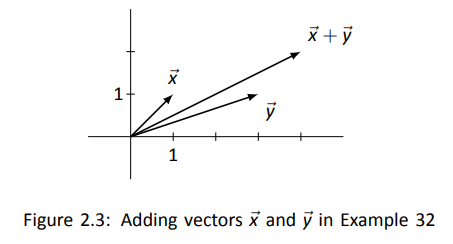 x⃗ + y⃗
x⃗
1
y⃗
1
Figure 2.3: Adding vectors x⃗ and y⃗ in Example 32